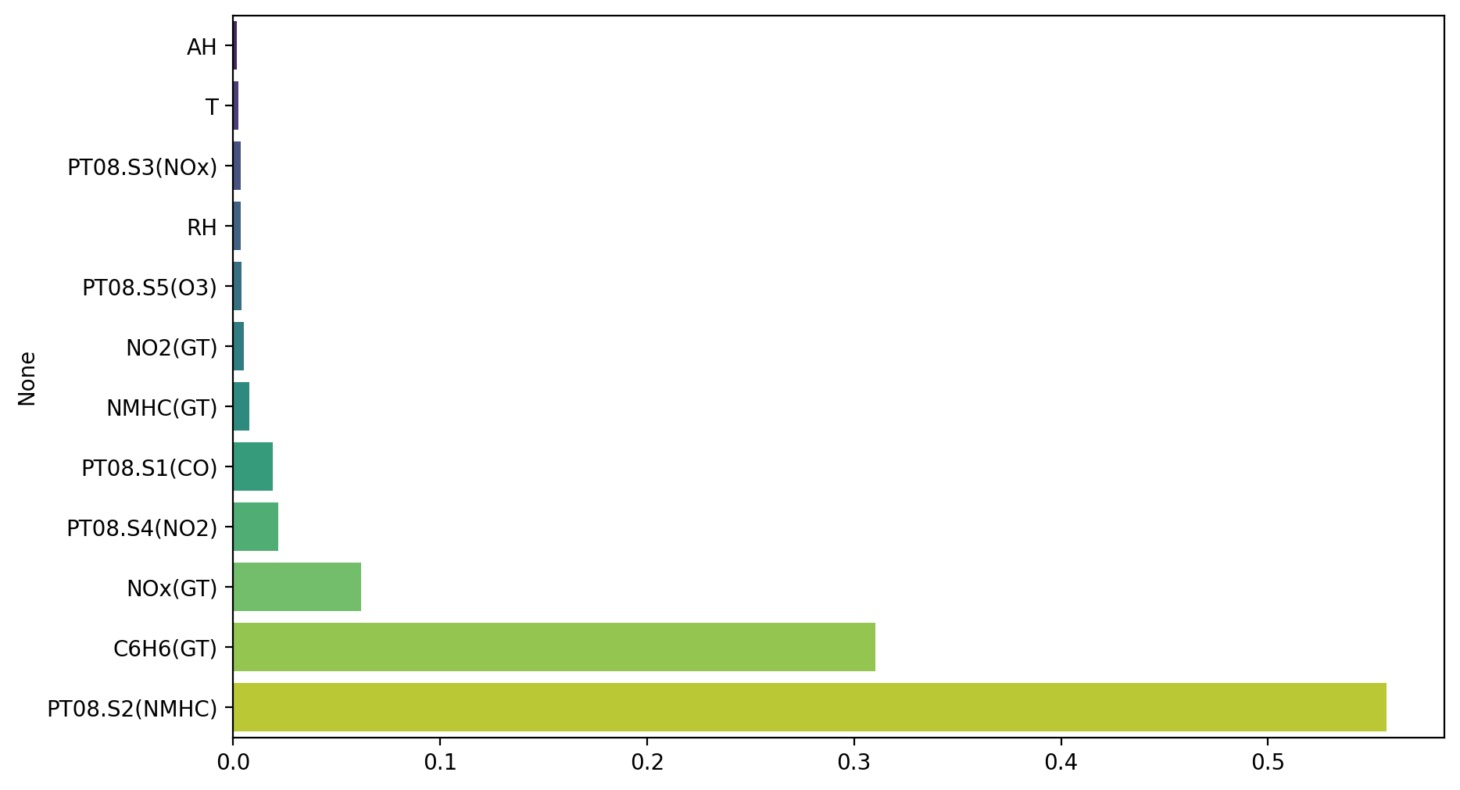 AH
T
PT08.S3(NOx)
RH
PT08.S5(O3)
NO2(GT)
NMHC(GT)
PT08.S1(CO)
PT08.S4(NO2)
NOx(GT)
C6H6(GT)
PT08.S2(NMHC)
None
0.0 0.1 0.2 0.3 0.4 0.5